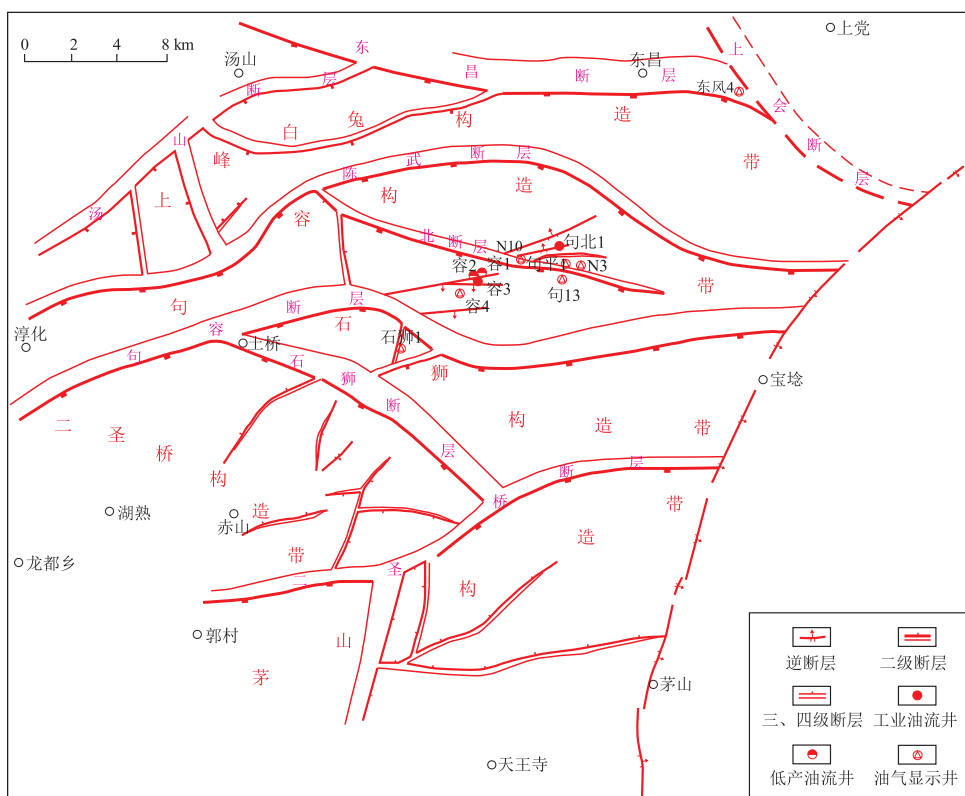 0 2 4 8 km
上党
汤山
东昌
东风4
东昌断层
上会断层
汤山断层
上峰白兔构造带
陈武断层
容北断层
句容构造带
句北1
N10
句平1
N3
句13
容2
容1
容3
容4
淳化
土桥
句容断层
石狮1
石狮断层
石狮构造带
宝埝
二圣桥构造带
二圣桥断层
湖熟
赤山
龙都乡
郭村
茅山构造带
茅山
天王寺
逆断层
二级断层
三、四级断层
工业油流井
低产油流井
油气显示井